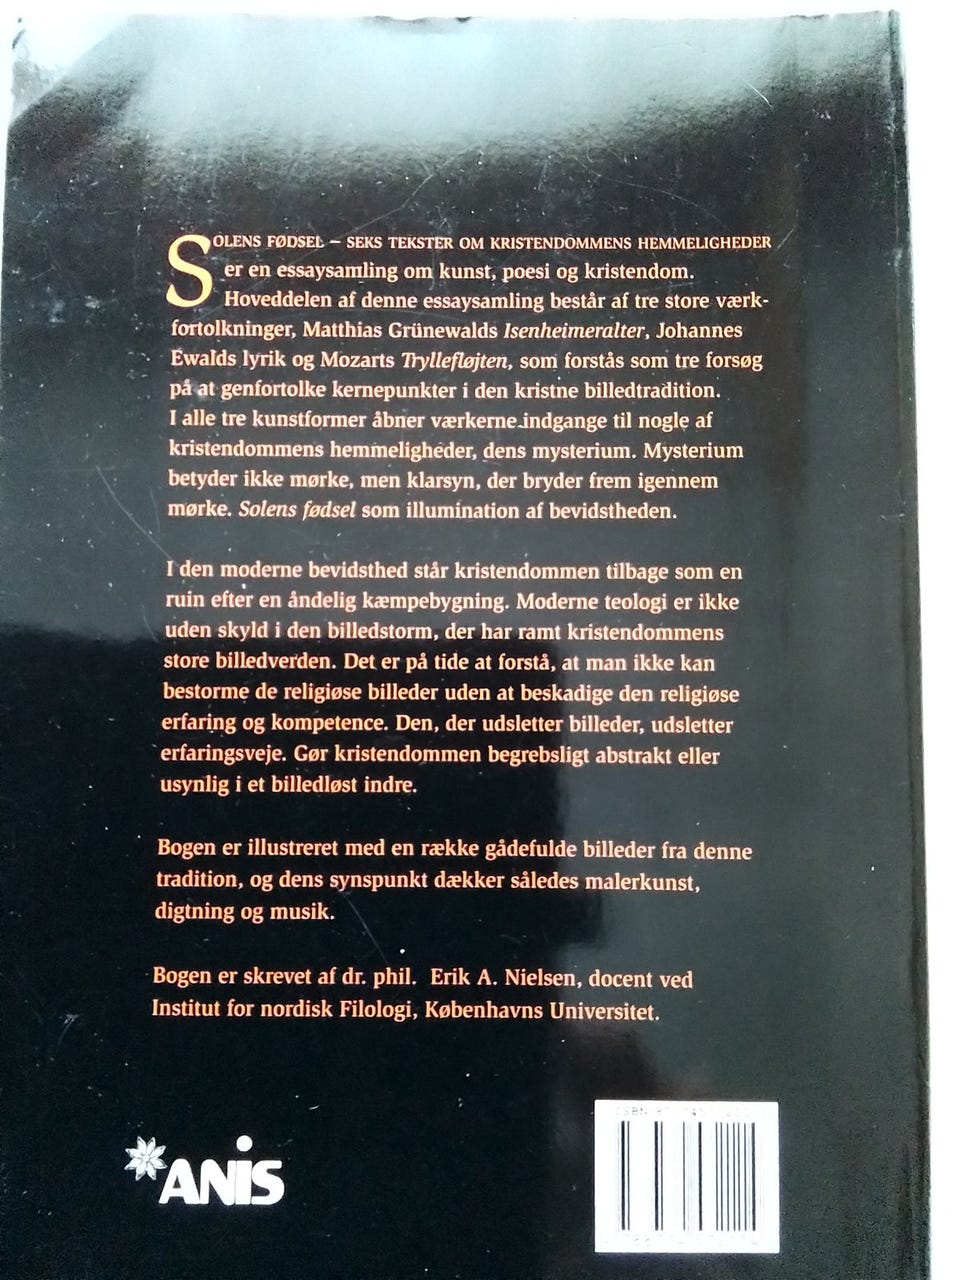 SOLENS FØDSEL – SEKS TEKSTER OM KRISTENDOMMENS HEMMELIGHEDER
er en essaysamling om kunst, poesi og kristendom.
Hoveddelen af denne essaysamling består af tre store værk-
fortolkninger, Matthias Grünewalds Isenheimeralter, Johannes
Ewalds lyrik og Mozarts Tryllefløjten, som forstås som tre forsøg
på at genfortolke kernepunkter i den kristne billedtradition.
I alle tre kunstformer åbner værkerne indgange til nogle af
kristendommens hemmeligheder, dens mysterium. Mysterium
betyder ikke mørke, men klarsyn, der bryder frem igennem
mørke. Solens fødsel som illumination af bevidstheden.
I den moderne bevidsthed står kristendommen tilbage som en
ruin efter en åndelig kæmpebygning. Moderne teologi er ikke
uden skyld i den billedstorm, der har ramt kristendommens
store billedverden. Det er på tide at forstå, at man ikke kan
bestorme de religiøse billeder uden at beskadige den religiøse
erfaring og kompetence. Den, der udsletter billeder, udsletter
erfaringsveje. Gør kristendommen begrebsligt abstrakt eller
usynlig i et billedløst indre.
Bogen er illustreret med en række gådefulde billeder fra denne
tradition, og dens synspunkt dækker således malerkunst,
digtning og musik.
Bogen er skrevet af dr. phil. Erik A. Nielsen, docent ved
Institut for nordisk Filologi, Københavns Universitet.
ANIS
ISBN